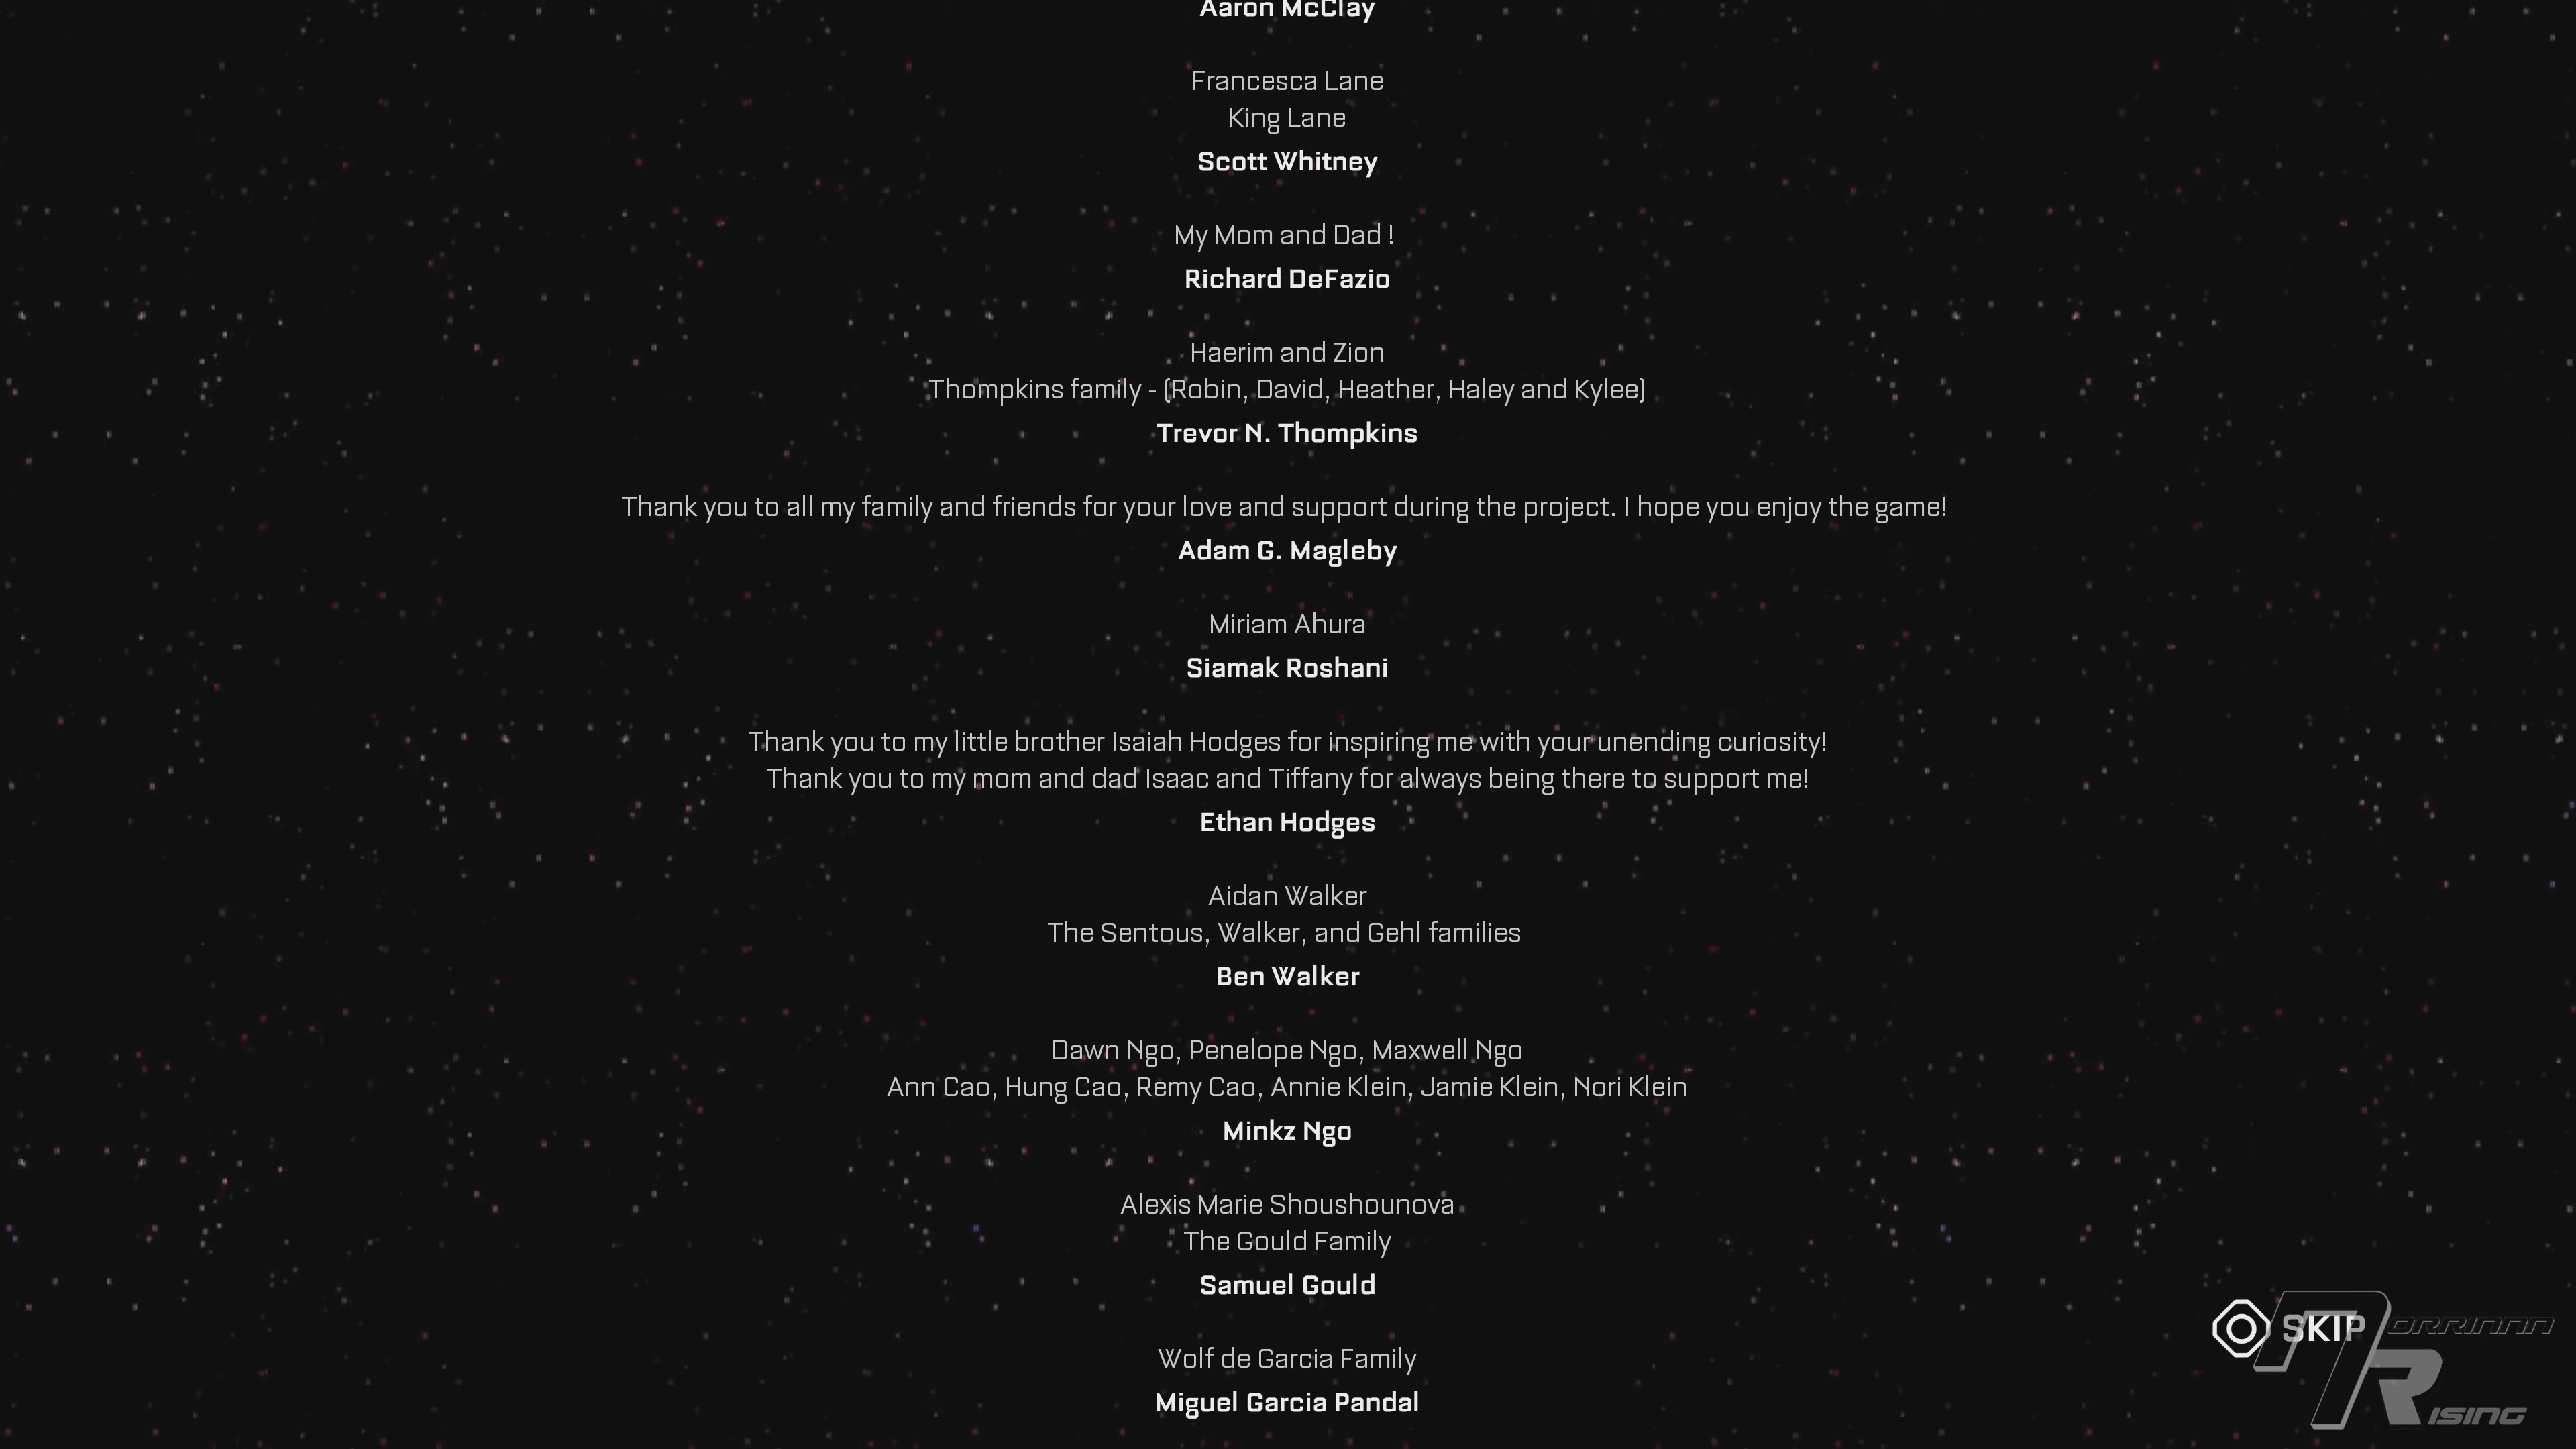 Aaron McClay
Francesca Lane
King Lane
Scott Whitney
My Mom and Dad !
Richard DeFazio
Haerim and Zion
Thompkins family - (Robin, David, Heather, Haley and Kylee)
Trevor N. Thompkins
Thank you to all my family and friends for your love and support during the project. I hope you enjoy the game!
Adam G. Magleby
Miriam Ahura
Siamak Roshani
Thank you to my little brother Isaiah Hodges for inspiring me with your unending curiosity!
Thank you to my mom and dad Isaac and Tiffany for always being there to support me!
Ethan Hodges
Aidan Walker
The Sentous, Walker, and Gehl families
Ben Walker
Dawn Ngo, Penelope Ngo, Maxwell Ngo
Ann Cao, Hung Cao, Remy Cao, Annie Klein, Jamie Klein, Nori Klein
Minkz Ngo
Alexis Marie Shoushounova
The Gould Family
Samuel Gould
Wolf de Garcia Family
Miguel Garcia Pandal
SKIP
Rising